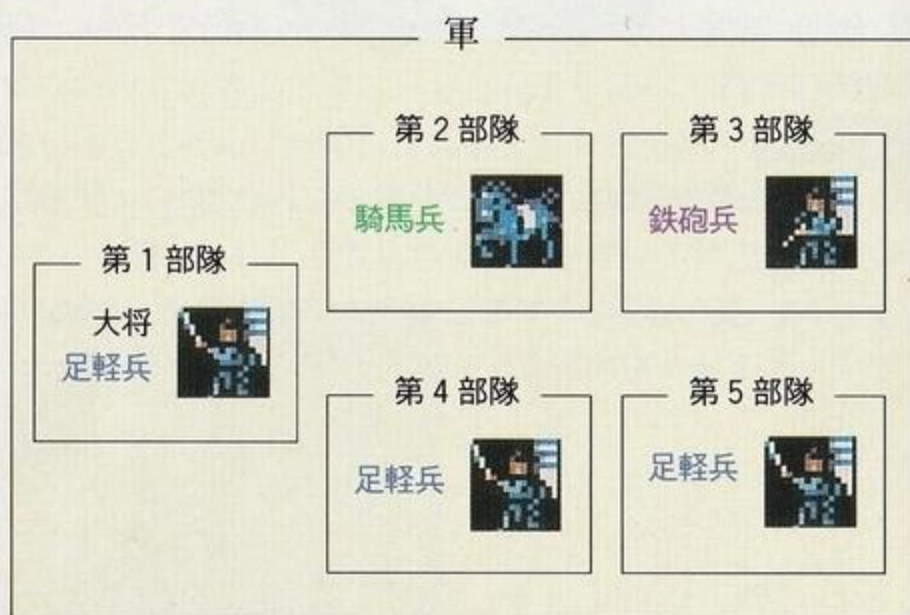 軍
第1部隊
大将
足軽兵
第2部隊
騎馬兵
第3部隊
鉄砲兵
第4部隊
足軽兵
第5部隊
足軽兵